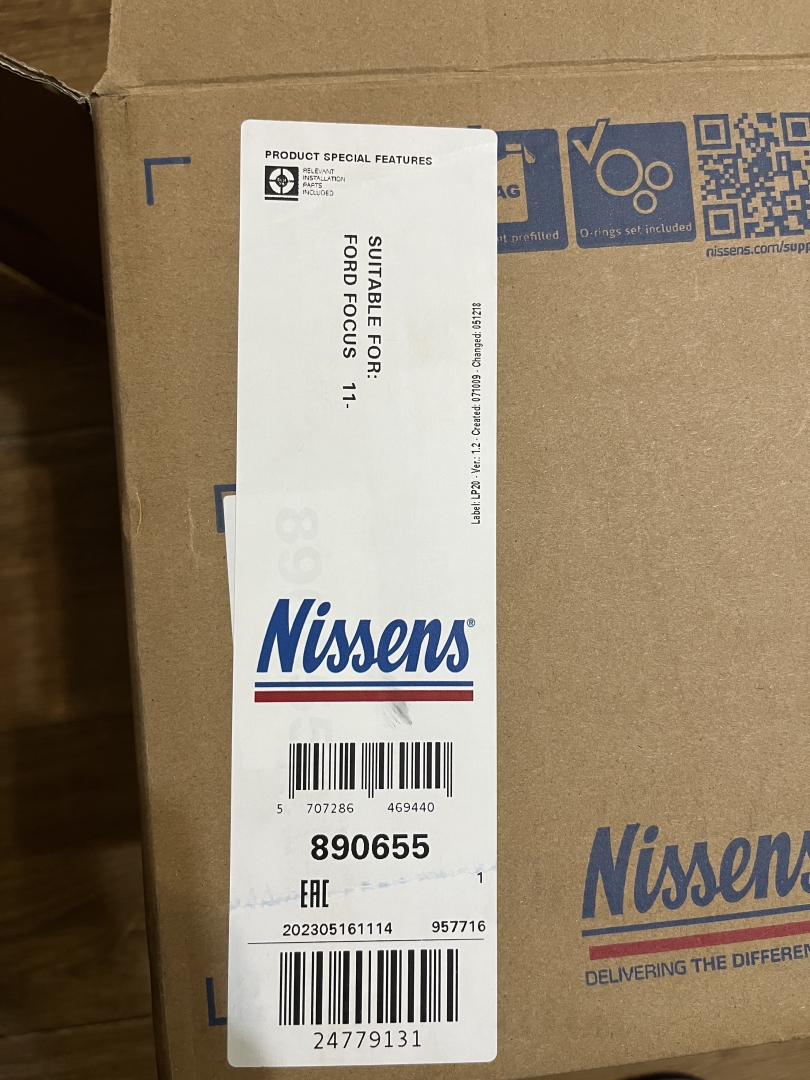 PRODUCT SPECIAL FEATURES
RELEVANT
INSTALLATION
PARTS
INCLUDED
SUITABLE FOR:
FORD FOCUS 11-
Label: LP20 - Ver.: 1.2 - Created: 071009 - Changed: 051218
Nissens®
5 707286 469440
890655
EAC
1
202305161114 957716
24779131
AG
prefilled
O-rings set included
nissens.com/supp
Nissens
DELIVERING THE DIFFEREN